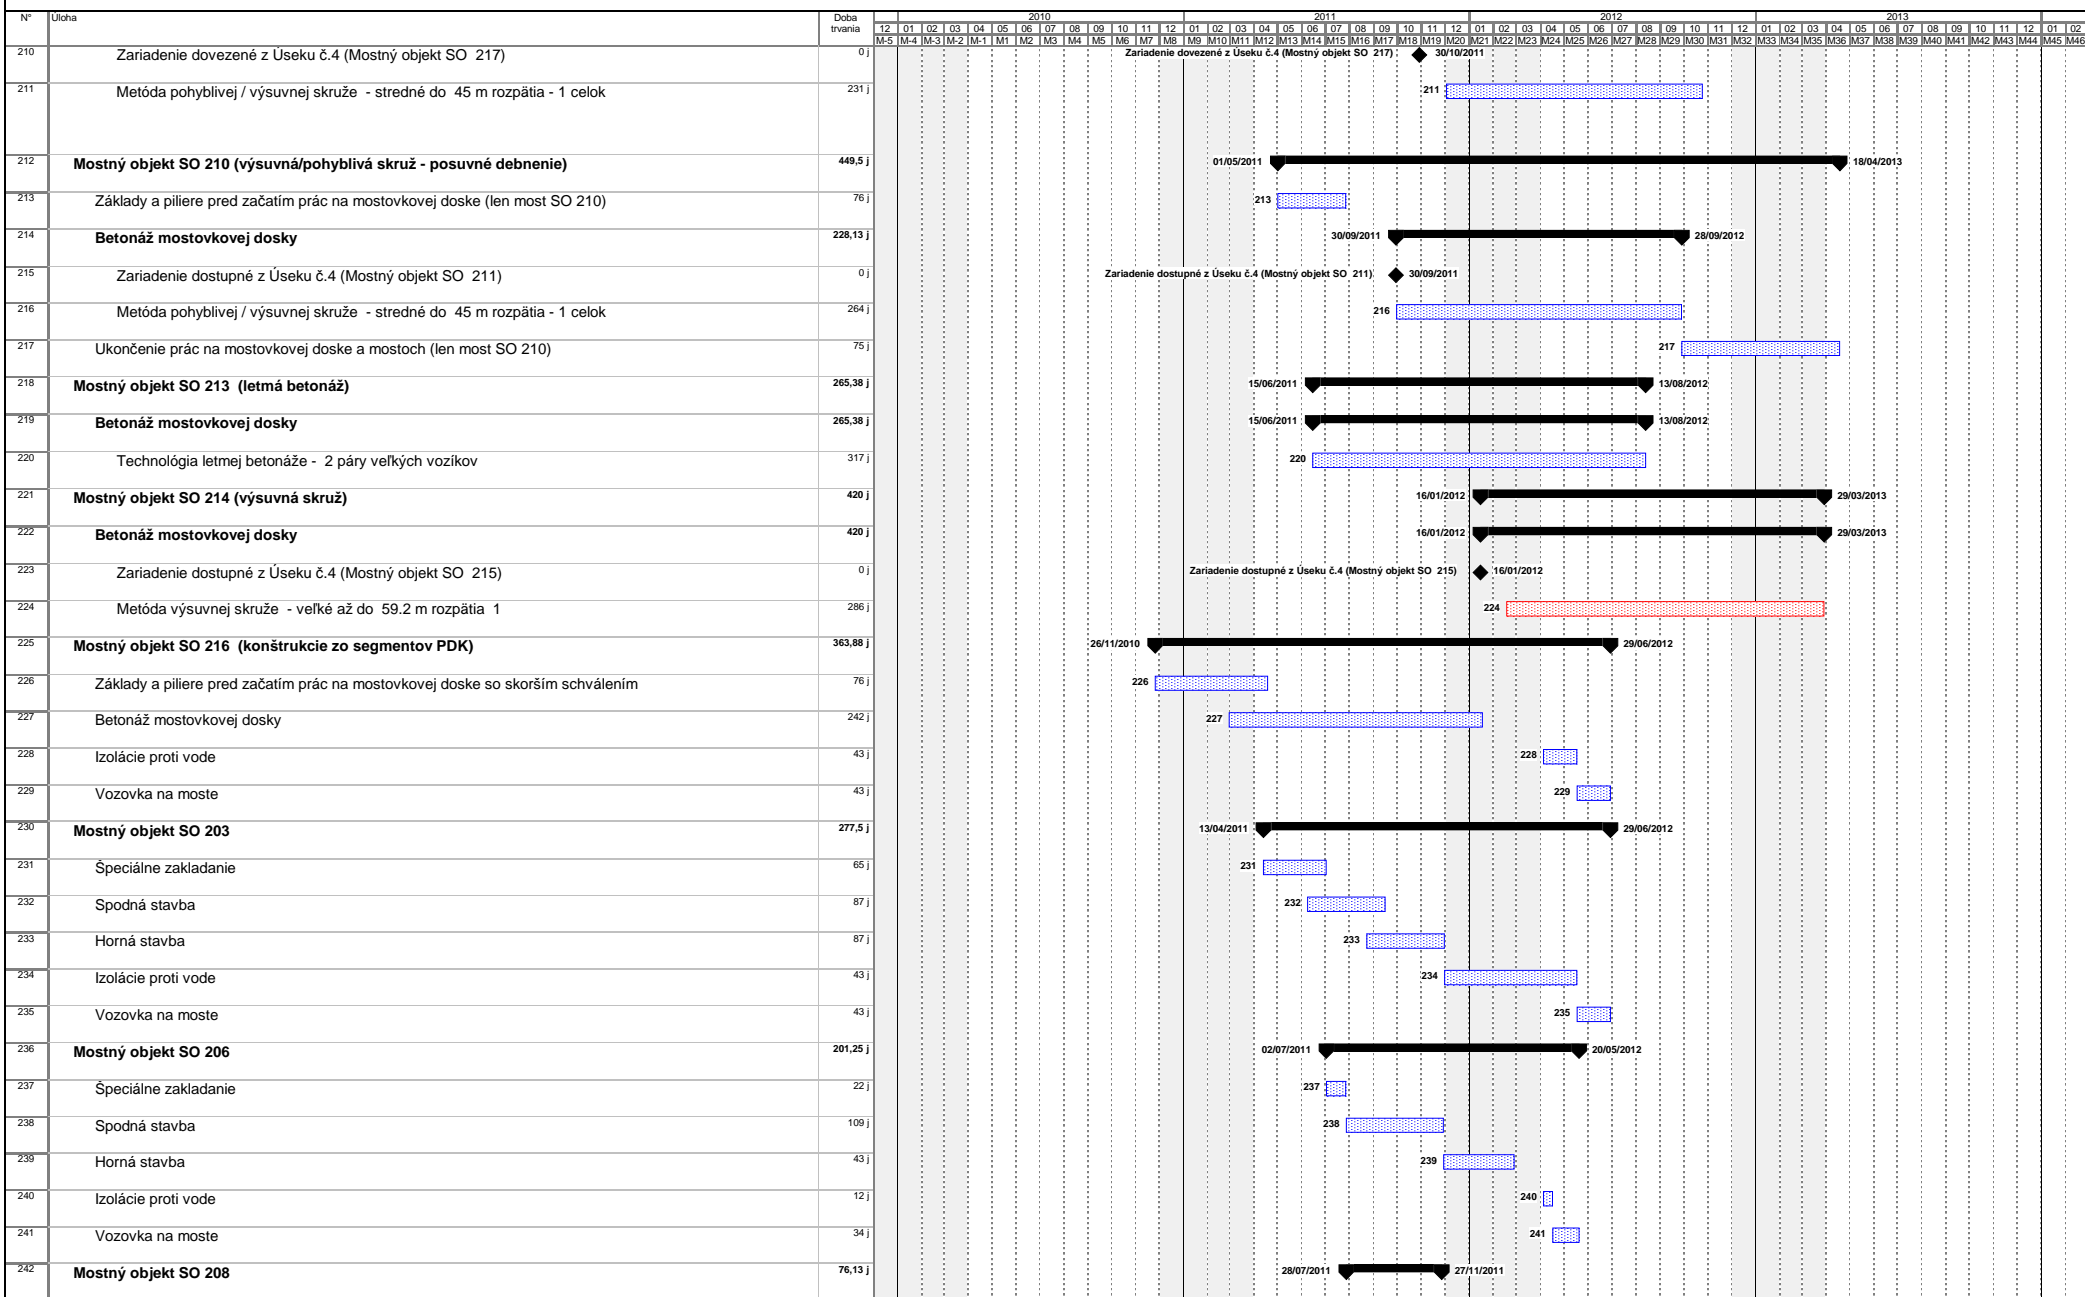 N° Úloha Doba trvania 2010 2011 2012 2013
12 01 02 03 04 05 06 07 08 09 10 11 12 01 02 03 04 05 06 07 08 09 10 11 12 01 02 03 04 05 06 07 08 09 10 11 12 01 02 03 04 05 06 07 08 09 10 11 12 01 02
M-5 M-4 M-3 M-2 M-1 M1 M2 M3 M4 M5 M6 M7 M8 M9 M10 M11 M12 M13 M14 M15 M16 M17 M18 M19 M20 M21 M22 M23 M24 M25 M26 M27 M28 M29 M30 M31 M32 M33 M34 M35 M36 M37 M38 M39 M40 M41 M42 M43 M44 M45 M46
210 Zariadenie dovezené z Úseku č.4 (Mostný objekt SO 217) 0 j Zariadenie dovezené z Úseku č.4 (Mostný objekt SO 217) 30/10/2011
211 Metóda pohyblivej / výsuvnej skruže - stredné do 45 m rozpätia - 1 celok 231 j 211
212 Mostný objekt SO 210 (výsuvná/pohyblivá skruž - posuvné debnenie) 449,5 j 01/05/2011 18/04/2013
213 Základy a piliere pred začatím prác na mostovkovej doske (len most SO 210) 76 j 213
214 Betonáž mostovkovej dosky 228,13 j 30/09/2011 28/09/2012
215 Zariadenie dostupné z Úseku č.4 (Mostný objekt SO 211) 0 j Zariadenie dostupné z Úseku č.4 (Mostný objekt SO 211) 30/09/2011
216 Metóda pohyblivej / výsuvnej skruže - stredné do 45 m rozpätia - 1 celok 264 j 216
217 Ukončenie prác na mostovkovej doske a mostoch (len most SO 210) 75 j 217
218 Mostný objekt SO 213 (letmá betonáž) 265,38 j 15/06/2011 13/08/2012
219 Betonáž mostovkovej dosky 265,38 j 15/06/2011 13/08/2012
220 Technológia letmej betonáže - 2 páry veľkých vozíkov 317 j 220
221 Mostný objekt SO 214 (výsuvná skruž) 420 j 16/01/2012 29/03/2013
222 Betonáž mostovkovej dosky 420 j 16/01/2012 29/03/2013
223 Zariadenie dostupné z Úseku č.4 (Mostný objekt SO 215) 0 j Zariadenie dostupné z Úseku č.4 (Mostný objekt SO 215) 16/01/2012
224 Metóda výsuvnej skruže - veľké až do 59.2 m rozpätia 1 286 j 224
225 Mostný objekt SO 216 (konštrukcie zo segmentov PDK) 363,88 j 26/11/2010 29/06/2012
226 Základy a piliere pred začatím prác na mostovkovej doske so skorším schválením 76 j 226
227 Betonáž mostovkovej dosky 242 j 227
228 Izolácie proti vode 43 j 228
229 Vozovka na moste 43 j 229
230 Mostný objekt SO 203 277,5 j 13/04/2011 29/06/2012
231 Špeciálne zakladanie 65 j 231
232 Spodná stavba 87 j 232
233 Horná stavba 87 j 233
234 Izolácie proti vode 43 j 234
235 Vozovka na moste 43 j 235
236 Mostný objekt SO 206 201,25 j 02/07/2011 20/05/2012
237 Špeciálne zakladanie 22 j 237
238 Spodná stavba 109 j 238
239 Horná stavba 43 j 239
240 Izolácie proti vode 12 j 240
241 Vozovka na moste 34 j 241
242 Mostný objekt SO 208 76,13 j 28/07/2011 27/11/2011